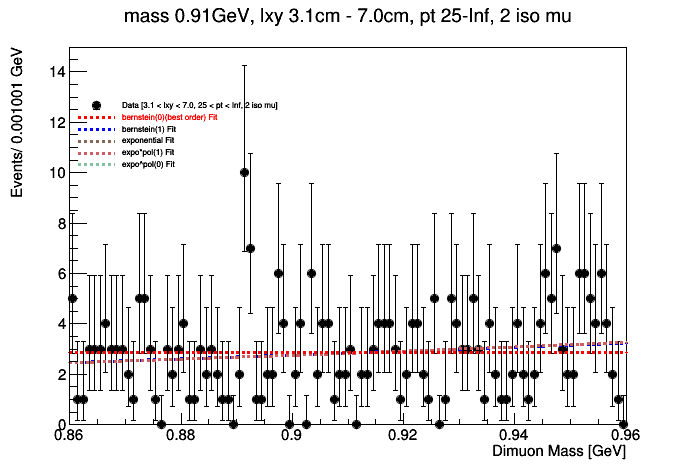 mass 0.91GeV, lxy 3.1cm - 7.0cm, pt 25-Inf, 2 iso mu
Events/ 0.001001 GeV
14
12
10
8
6
4
2
0
Data [3.1 < lxy < 7.0, 25 < pt < Inf, 2 iso mu]
bernstein(0)(best order) Fit
bernstein(1) Fit
exponential Fit
expo*pol(1) Fit
expo^pol(0) Fit
0.86 0.88 0.9 0.92 0.94 0.96
Dimuon Mass [GeV]